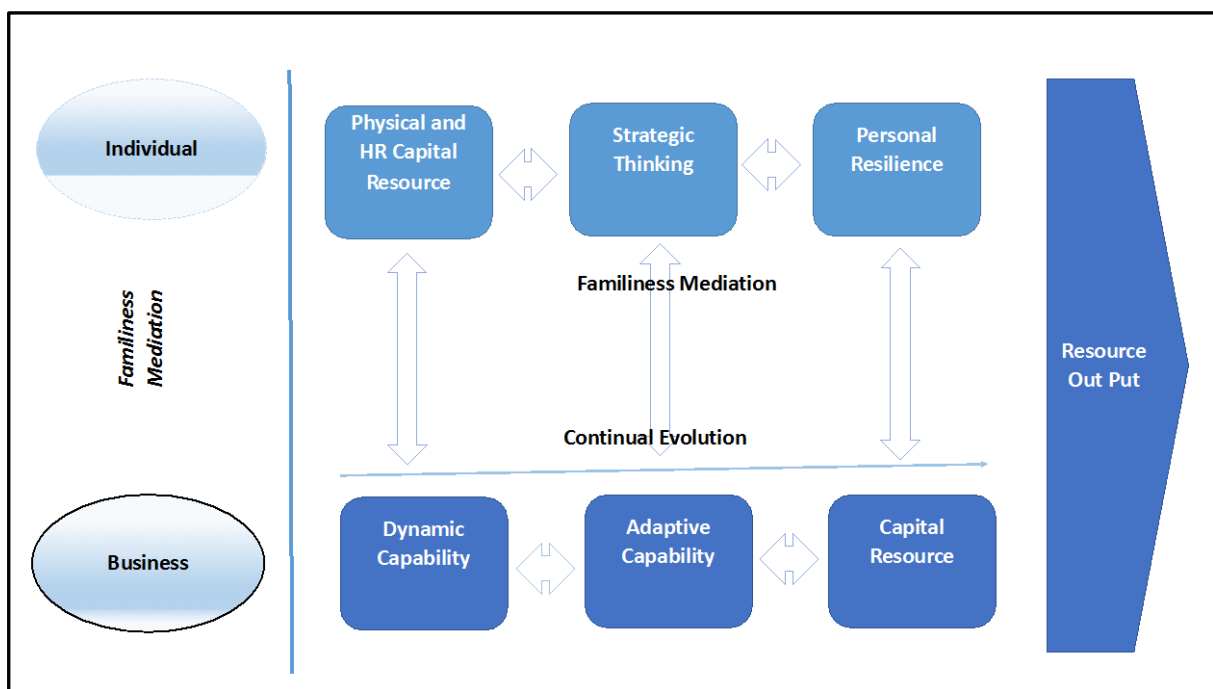 Individual
Familiness
Mediation
Business
Physical and
HR Capital
Resource
Strategic
Thinking
Personal
Resilience
Familiness Mediation
Continual Evolution
Dynamic
Capability
Adaptive
Capability
Capital
Resource
Resource
Out Put